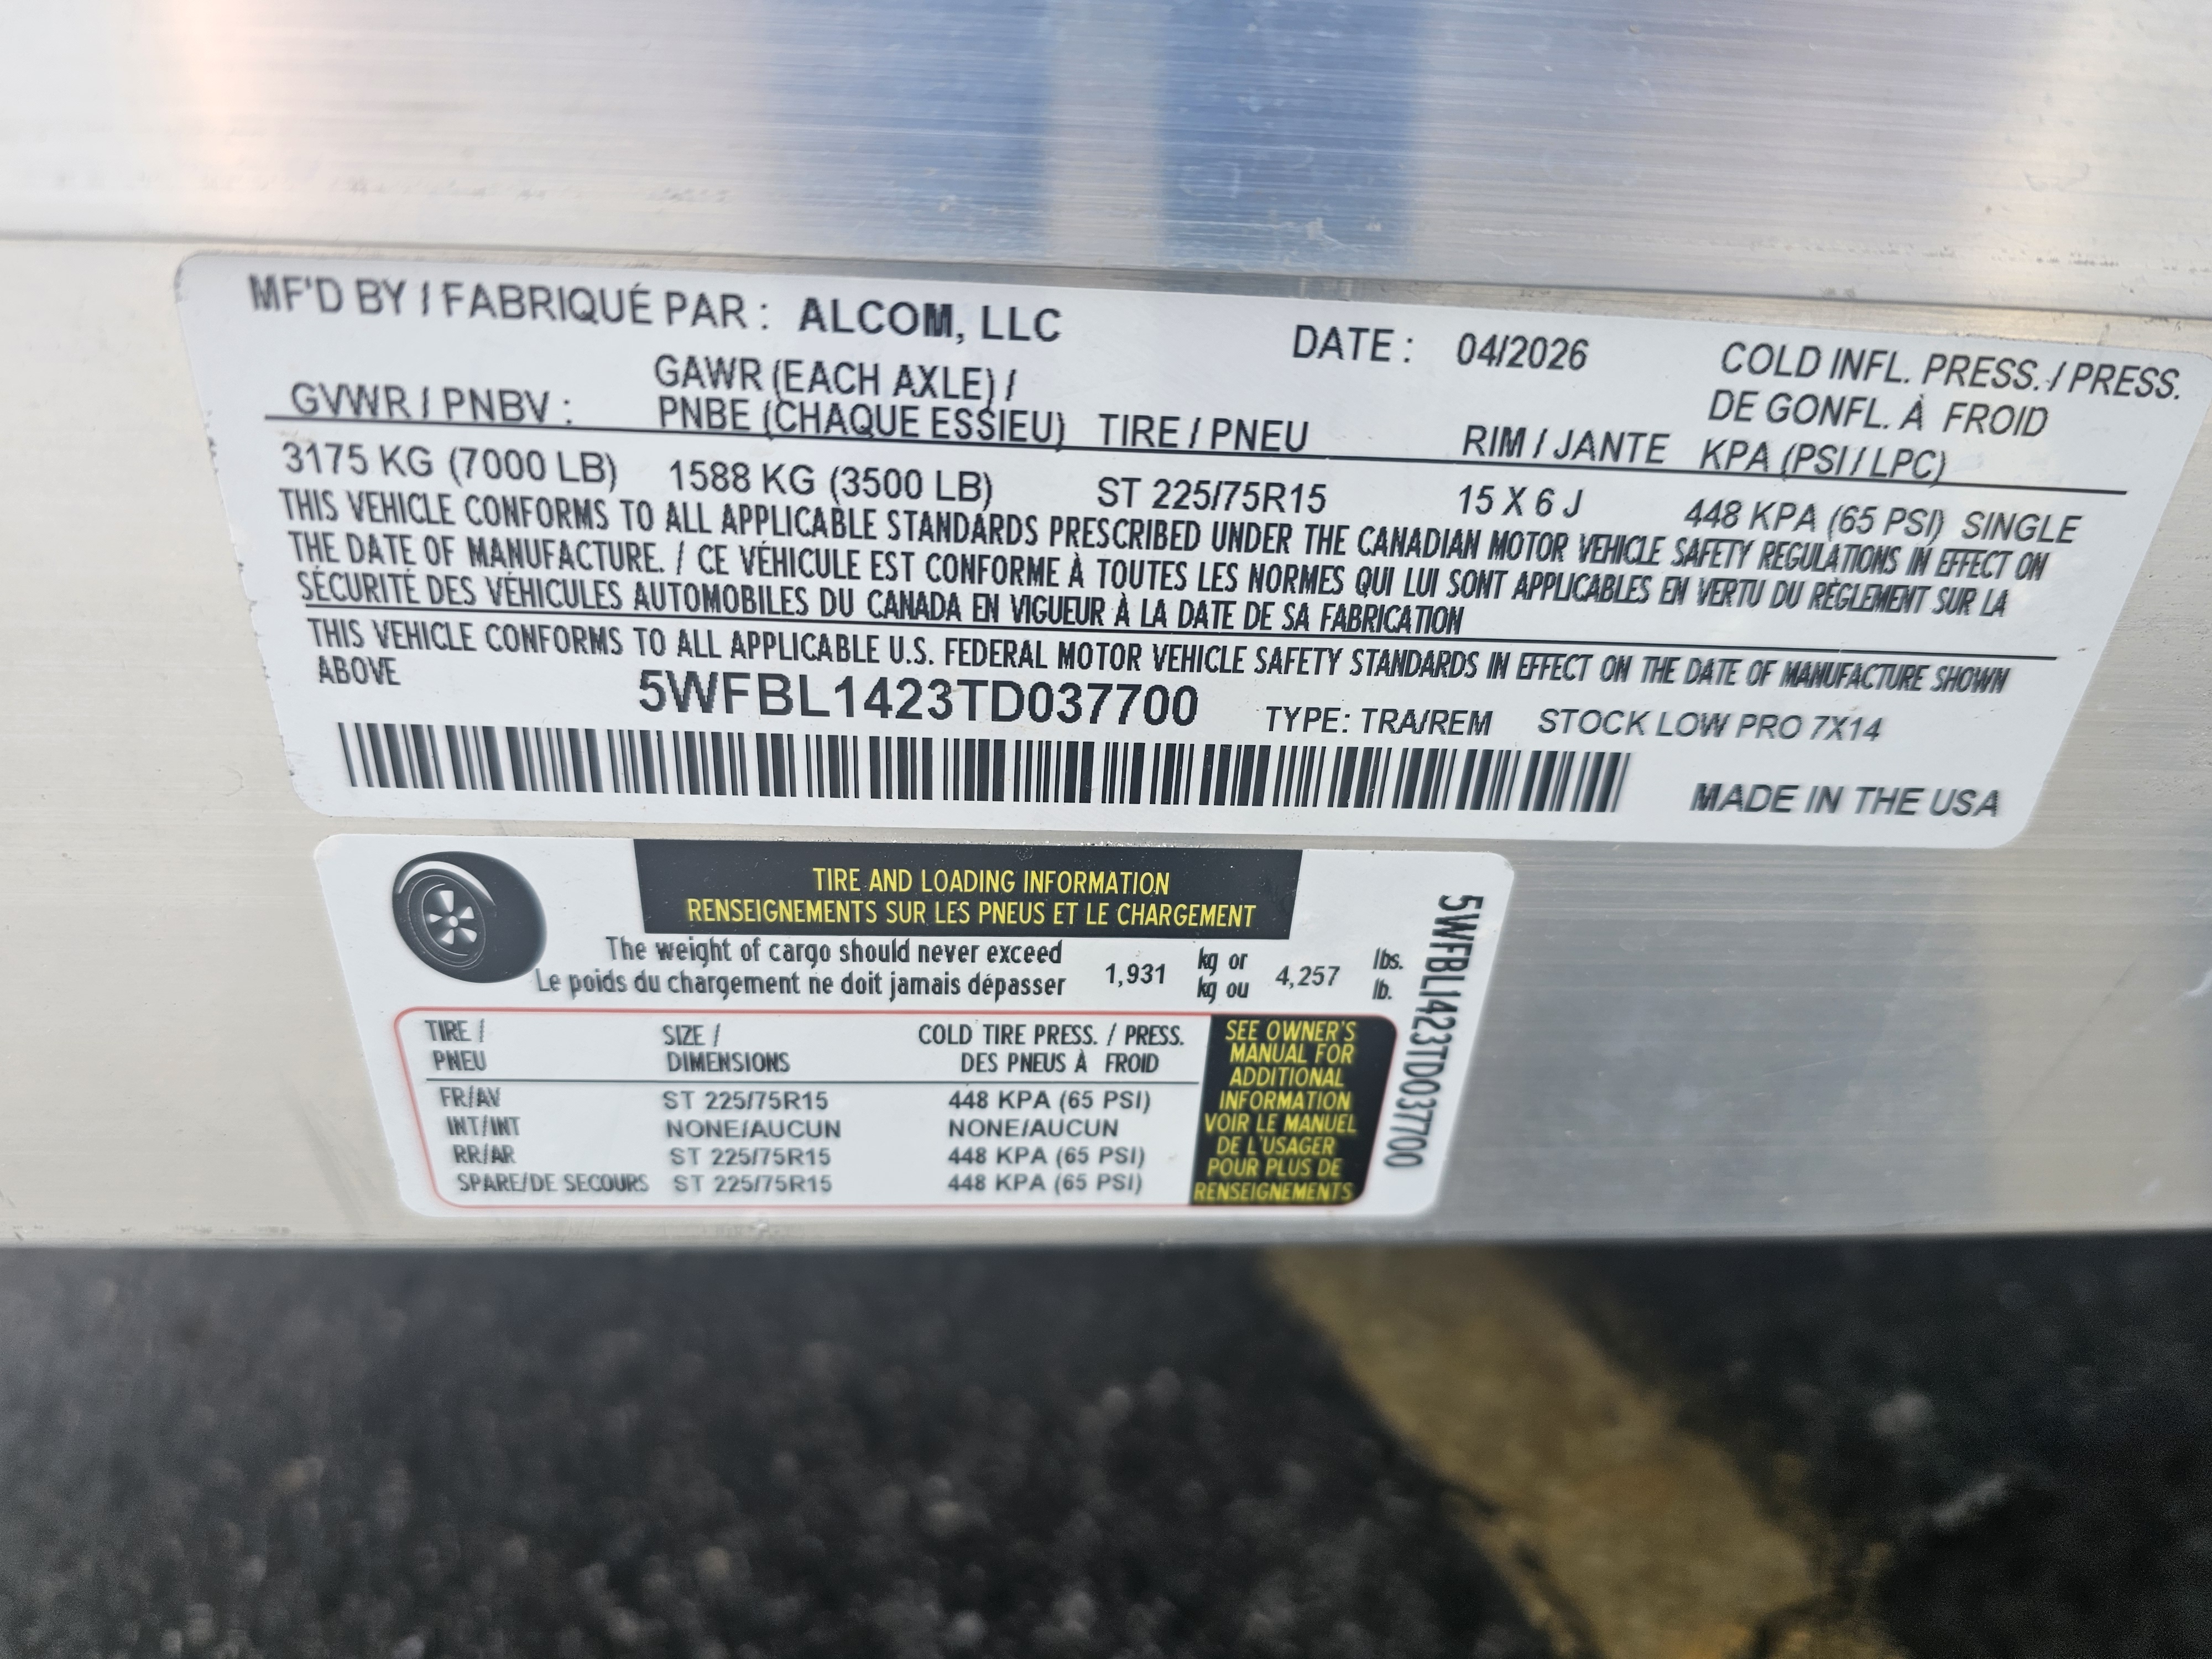 MF'D BY / FABRIQUÉ PAR : ALCOM, LLC
DATE : 04/2026
GVWR / PNBV :
GAWR (EACH AXLE) /
PNBE (CHAQUE ESSIEU)
TIRE / PNEU
RIM / JANTE
COLD INFL. PRESS. / PRESS.
DE GONFL. À FROID
KPA (PSI / LPC)
3175 KG (7000 LB) 1588 KG (3500 LB) ST 225/75R15 15 X 6 J 448 KPA (65 PSI) SINGLE
THIS VEHICLE CONFORMS TO ALL APPLICABLE STANDARDS PRESCRIBED UNDER THE CANADIAN MOTOR VEHICLE SAFETY REGULATIONS IN EFFECT ON
THE DATE OF MANUFACTURE. / CE VÉHICULE EST CONFORME À TOUTES LES NORMES QUI LUI SONT APPLICABLES EN VERTU DU RÈGLEMENT SUR LA
SÉCURITÉ DES VÉHICULES AUTOMOBILES DU CANADA EN VIGUEUR À LA DATE DE SA FABRICATION
THIS VEHICLE CONFORMS TO ALL APPLICABLE U.S. FEDERAL MOTOR VEHICLE SAFETY STANDARDS IN EFFECT ON THE DATE OF MANUFACTURE SHOWN
ABOVE
5WFBL1423TD037700 TYPE: TRA/REM STOCK LOW PRO 7X14
MADE IN THE USA
TIRE AND LOADING INFORMATION
RENSEIGNEMENTS SUR LES PNEUS ET LE CHARGEMENT
The weight of cargo should never exceed
Le poids du chargement ne doit jamais dépasser
1,931
kg or
kg ou
4,257
lbs.
lb.
TIRE /
PNEU
SIZE /
DIMENSIONS
COLD TIRE PRESS. / PRESS.
DES PNEUS À FROID
FR/AV ST 225/75R15 448 KPA (65 PSI)
INT/INT NONE/AUCUN NONE/AUCUN
RR/AR ST 225/75R15 448 KPA (65 PSI)
SPARE/DE SECOURS ST 225/75R15 448 KPA (65 PSI)
SEE OWNER'S
MANUAL FOR
ADDITIONAL
INFORMATION
VOIR LE MANUEL
DE L'USAGER
POUR PLUS DE
RENSEIGNEMENTS
5WFBL1423TD037700